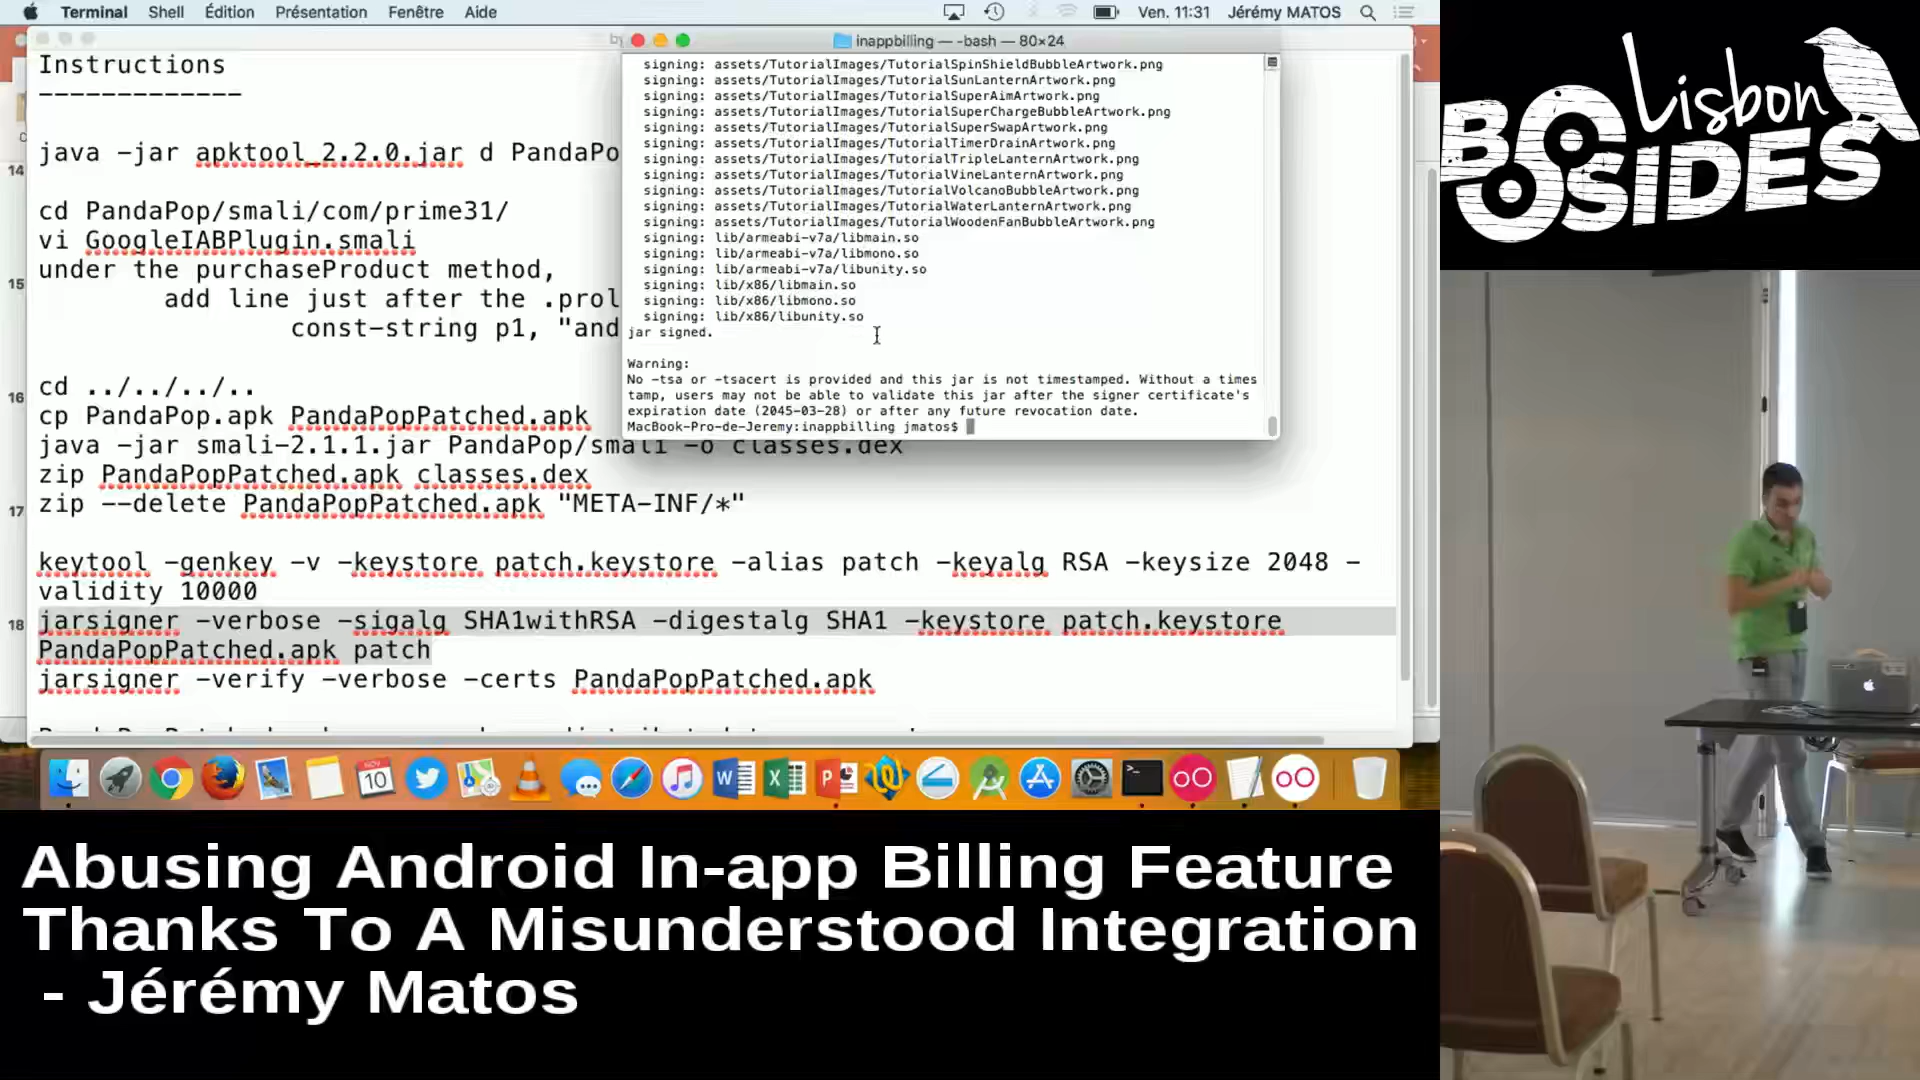 Terminal Shell Édition Présentation Fenêtre Aide Ven. 11:31 Jérémy MATOS
inappbilling — -bash — 80×24
Instructions
-------------
java -jar apktool_2.2.0.jar d PandaPo
cd PandaPop/smali/com/prime31/
vi GoogleIABPlugin.smali
under the purchaseProduct method,
add line just after the .prol
const-string p1, "and
cd ../../../..
cp PandaPop.apk PandaPopPatched.apk
java -jar smali-2.1.1.jar PandaPop/smali -o classes.dex
zip PandaPopPatched.apk classes.dex
zip --delete PandaPopPatched.apk "META-INF/*"
keytool -genkey -v -keystore patch.keystore -alias patch -keyalg RSA -keysize 2048 -
validity 10000
jarsigner -verbose -sigalg SHA1withRSA -digestalg SHA1 -keystore patch.keystore
PandaPopPatched.apk patch
jarsigner -verify -verbose -certs PandaPopPatched.apk
14
15
16
17
18
signing: assets/TutorialImages/TutorialSpinShieldBubbleArtwork.png
signing: assets/TutorialImages/TutorialSunLanternArtwork.png
signing: assets/TutorialImages/TutorialSuperAimArtwork.png
signing: assets/TutorialImages/TutorialSuperChargeBubbleArtwork.png
signing: assets/TutorialImages/TutorialSuperSwapArtwork.png
signing: assets/TutorialImages/TutorialTimerDrainArtwork.png
signing: assets/TutorialImages/TutorialTripleLanternArtwork.png
signing: assets/TutorialImages/TutorialVineLanternArtwork.png
signing: assets/TutorialImages/TutorialVolcanoBubbleArtwork.png
signing: assets/TutorialImages/TutorialWaterLanternArtwork.png
signing: assets/TutorialImages/TutorialWoodenFanBubbleArtwork.png
signing: lib/armeabi-v7a/libmain.so
signing: lib/armeabi-v7a/libmono.so
signing: lib/armeabi-v7a/libunity.so
signing: lib/x86/libmain.so
signing: lib/x86/libmono.so
signing: lib/x86/libunity.so
jar signed.
Warning:
No -tsa or -tsacert is provided and this jar is not timestamped. Without a times
tamp, users may not be able to validate this jar after the signer certificate's
expiration date (2045-03-28) or after any future revocation date.
MacBook-Pro-de-Jeremy:inappbilling jmatos$
NOV
10
Lisbon
BOSIDES
Abusing Android In-app Billing Feature
Thanks To A Misunderstood Integration
- Jérémy Matos